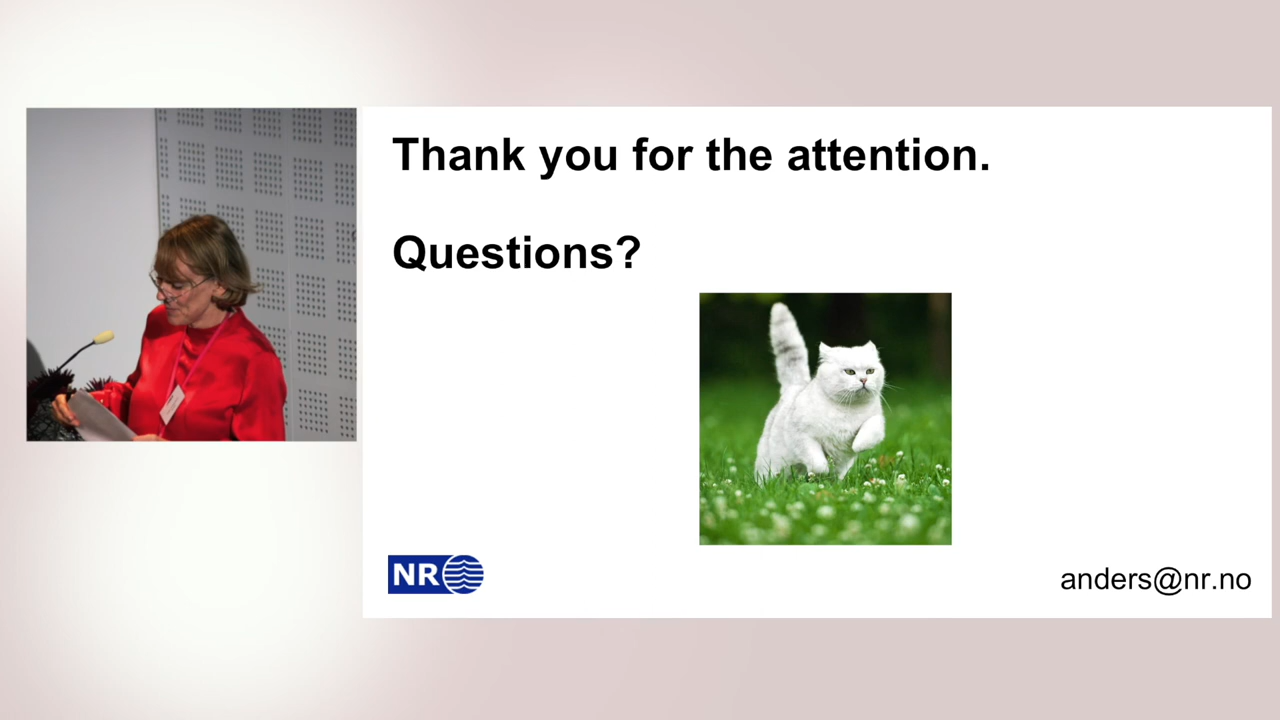 Thank you for the attention.
Questions?
NR
anders@nr.no